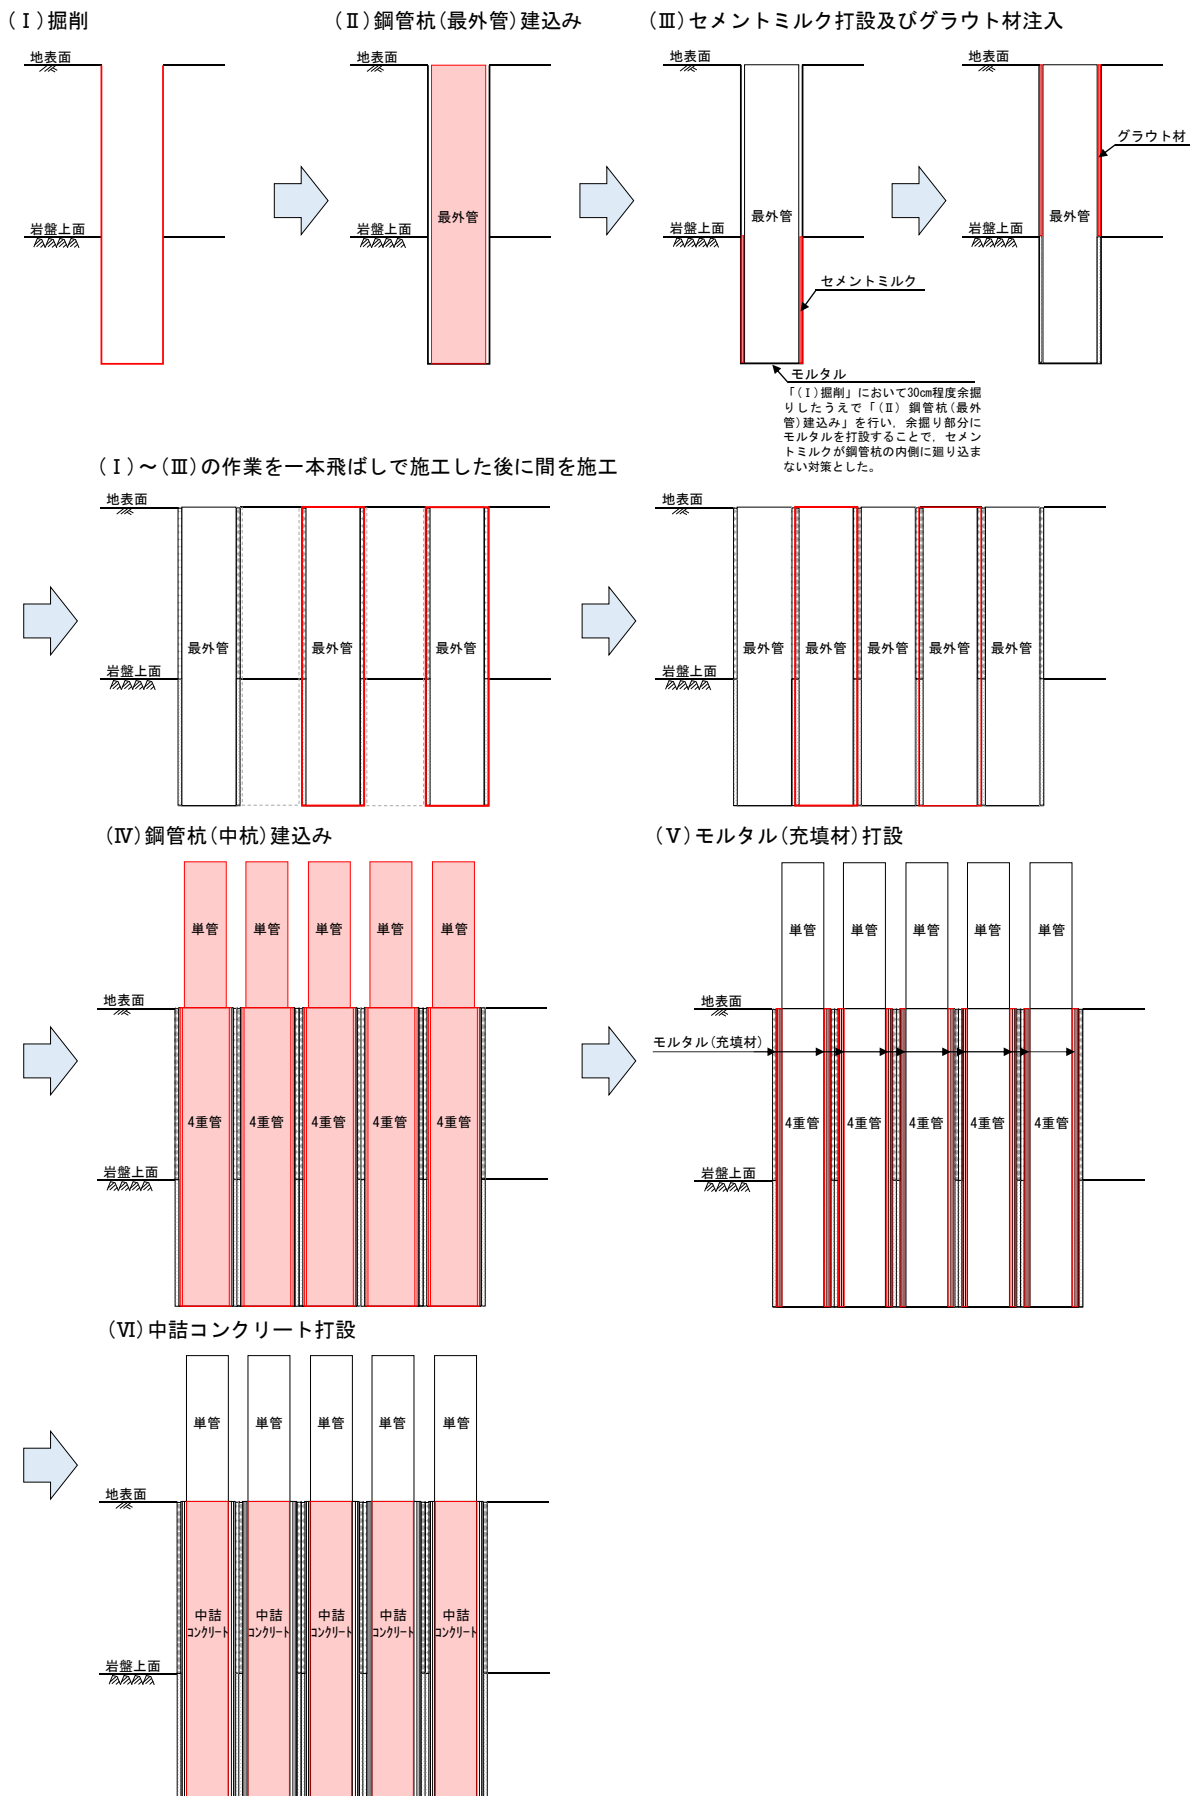 (Ⅰ)掘削
(Ⅱ)鋼管杭(最外管)建込み
(Ⅲ)セメントミルク打設及びグラウト材注入
地表面
地表面
地表面
地表面
グラウト材
最外管
最外管
最外管
岩盤上面
岩盤上面
岩盤上面
岩盤上面
セメントミルク
モルタル
「(Ⅰ)掘削」において30㎝程度余掘
りしたうえで「(Ⅱ) 鋼管杭(最外
管)建込み」を行い，余掘り部分に
モルタルを打設することで，セメン
トミルクが鋼管杭の内側に廻り込ま
ない対策とした。
(Ⅰ)～(Ⅲ)の作業を一本飛ばしで施工した後に間を施工
地表面
地表面
最外管
最外管
最外管
最外管
最外管
最外管
最外管
最外管
岩盤上面
岩盤上面
(Ⅳ)鋼管杭(中杭)建込み
(Ⅴ)モルタル(充填材)打設
単管
単管
単管
単管
単管
単管
単管
単管
単管
単管
地表面
地表面
モルタル(充填材)
4重管
4重管
4重管
4重管
4重管
4重管
4重管
4重管
4重管
4重管
岩盤上面
岩盤上面
(Ⅵ)中詰コンクリート打設
単管
単管
単管
単管
単管
地表面
中詰
コンクリート
中詰
コンクリート
中詰
コンクリート
中詰
コンクリート
中詰
コンクリート
岩盤上面